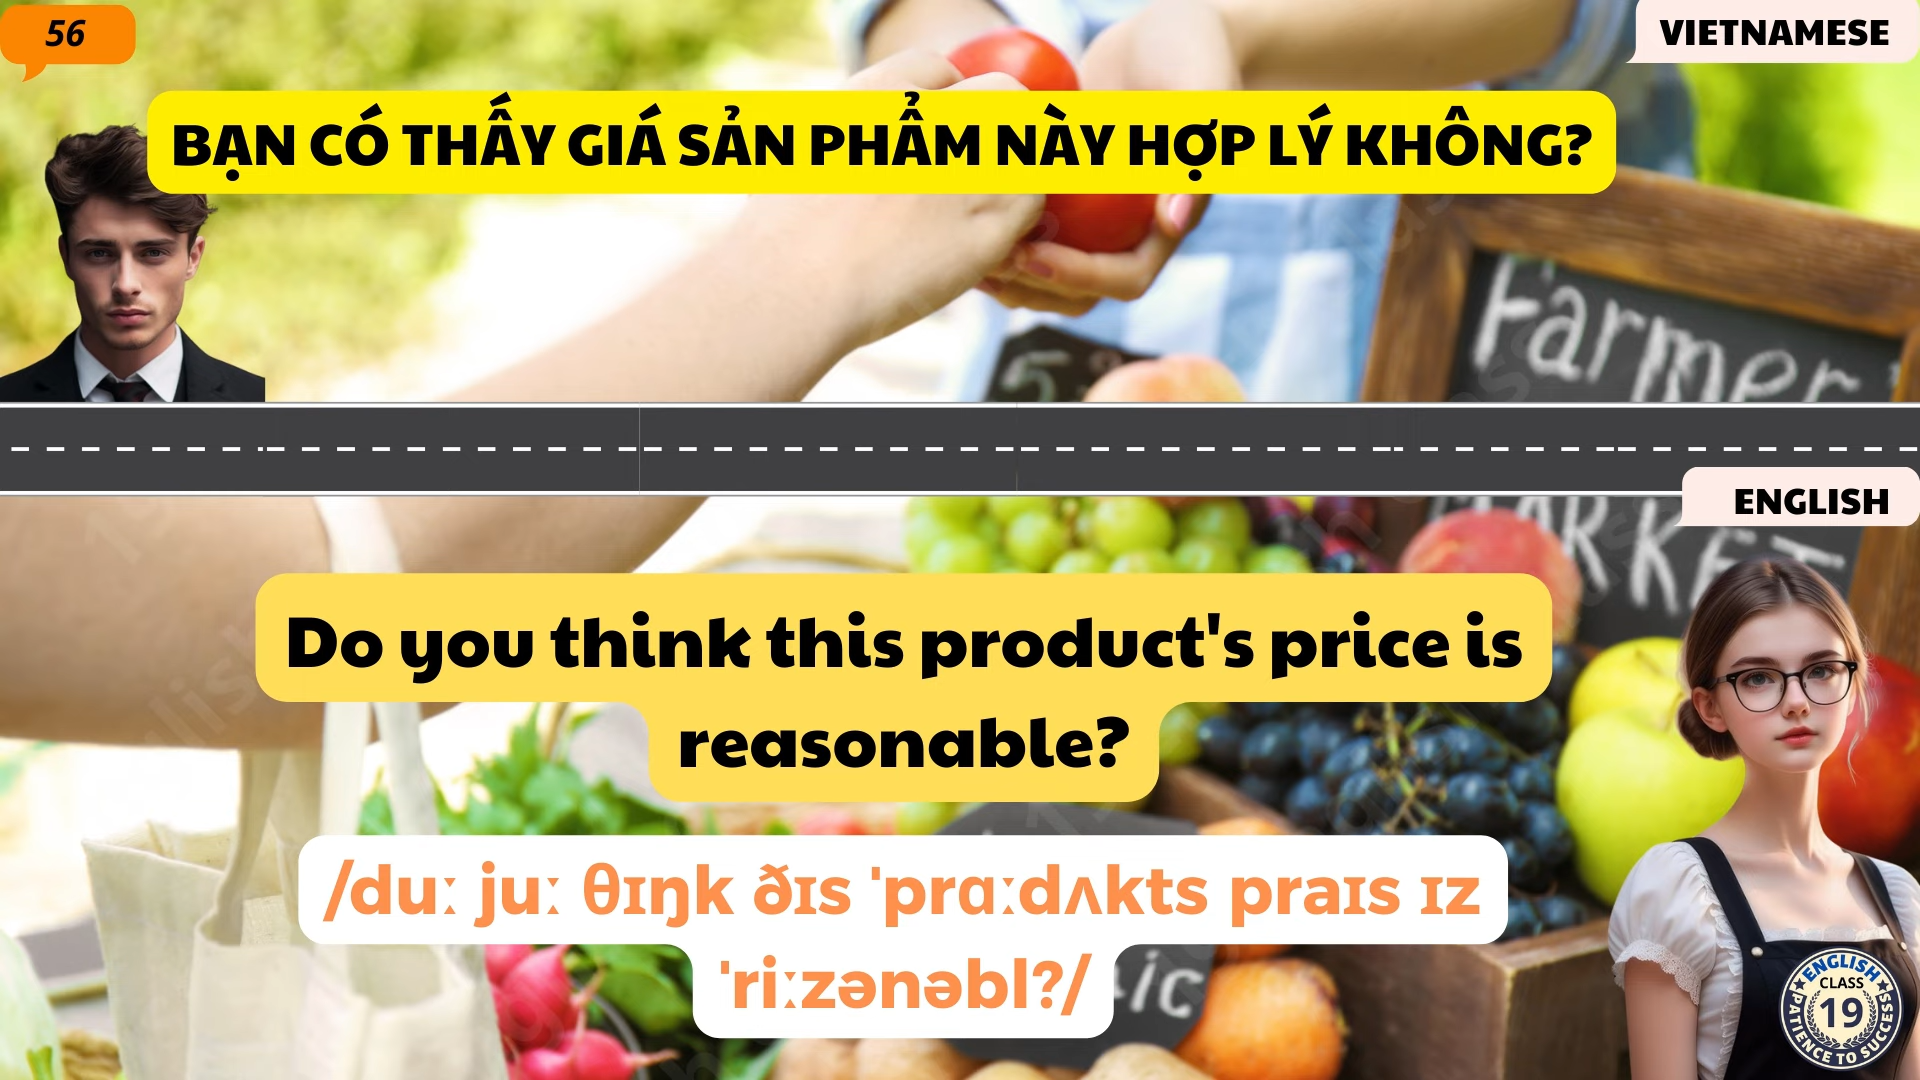 56
VIETNAMESE
BẠN CÓ THẤY GIÁ SẢN PHẨM NÀY HỢP LÝ KHÔNG?
Farmer
ENGLISH
MARKET
Do you think this product's price is
reasonable?
/duː juː θɪŋk ðɪs ˈprɑːdʌkts praɪs ɪz
ˈriːzənəbl?/
ENGLISH
CLASS
19
PATIENCE TO SUCCESS